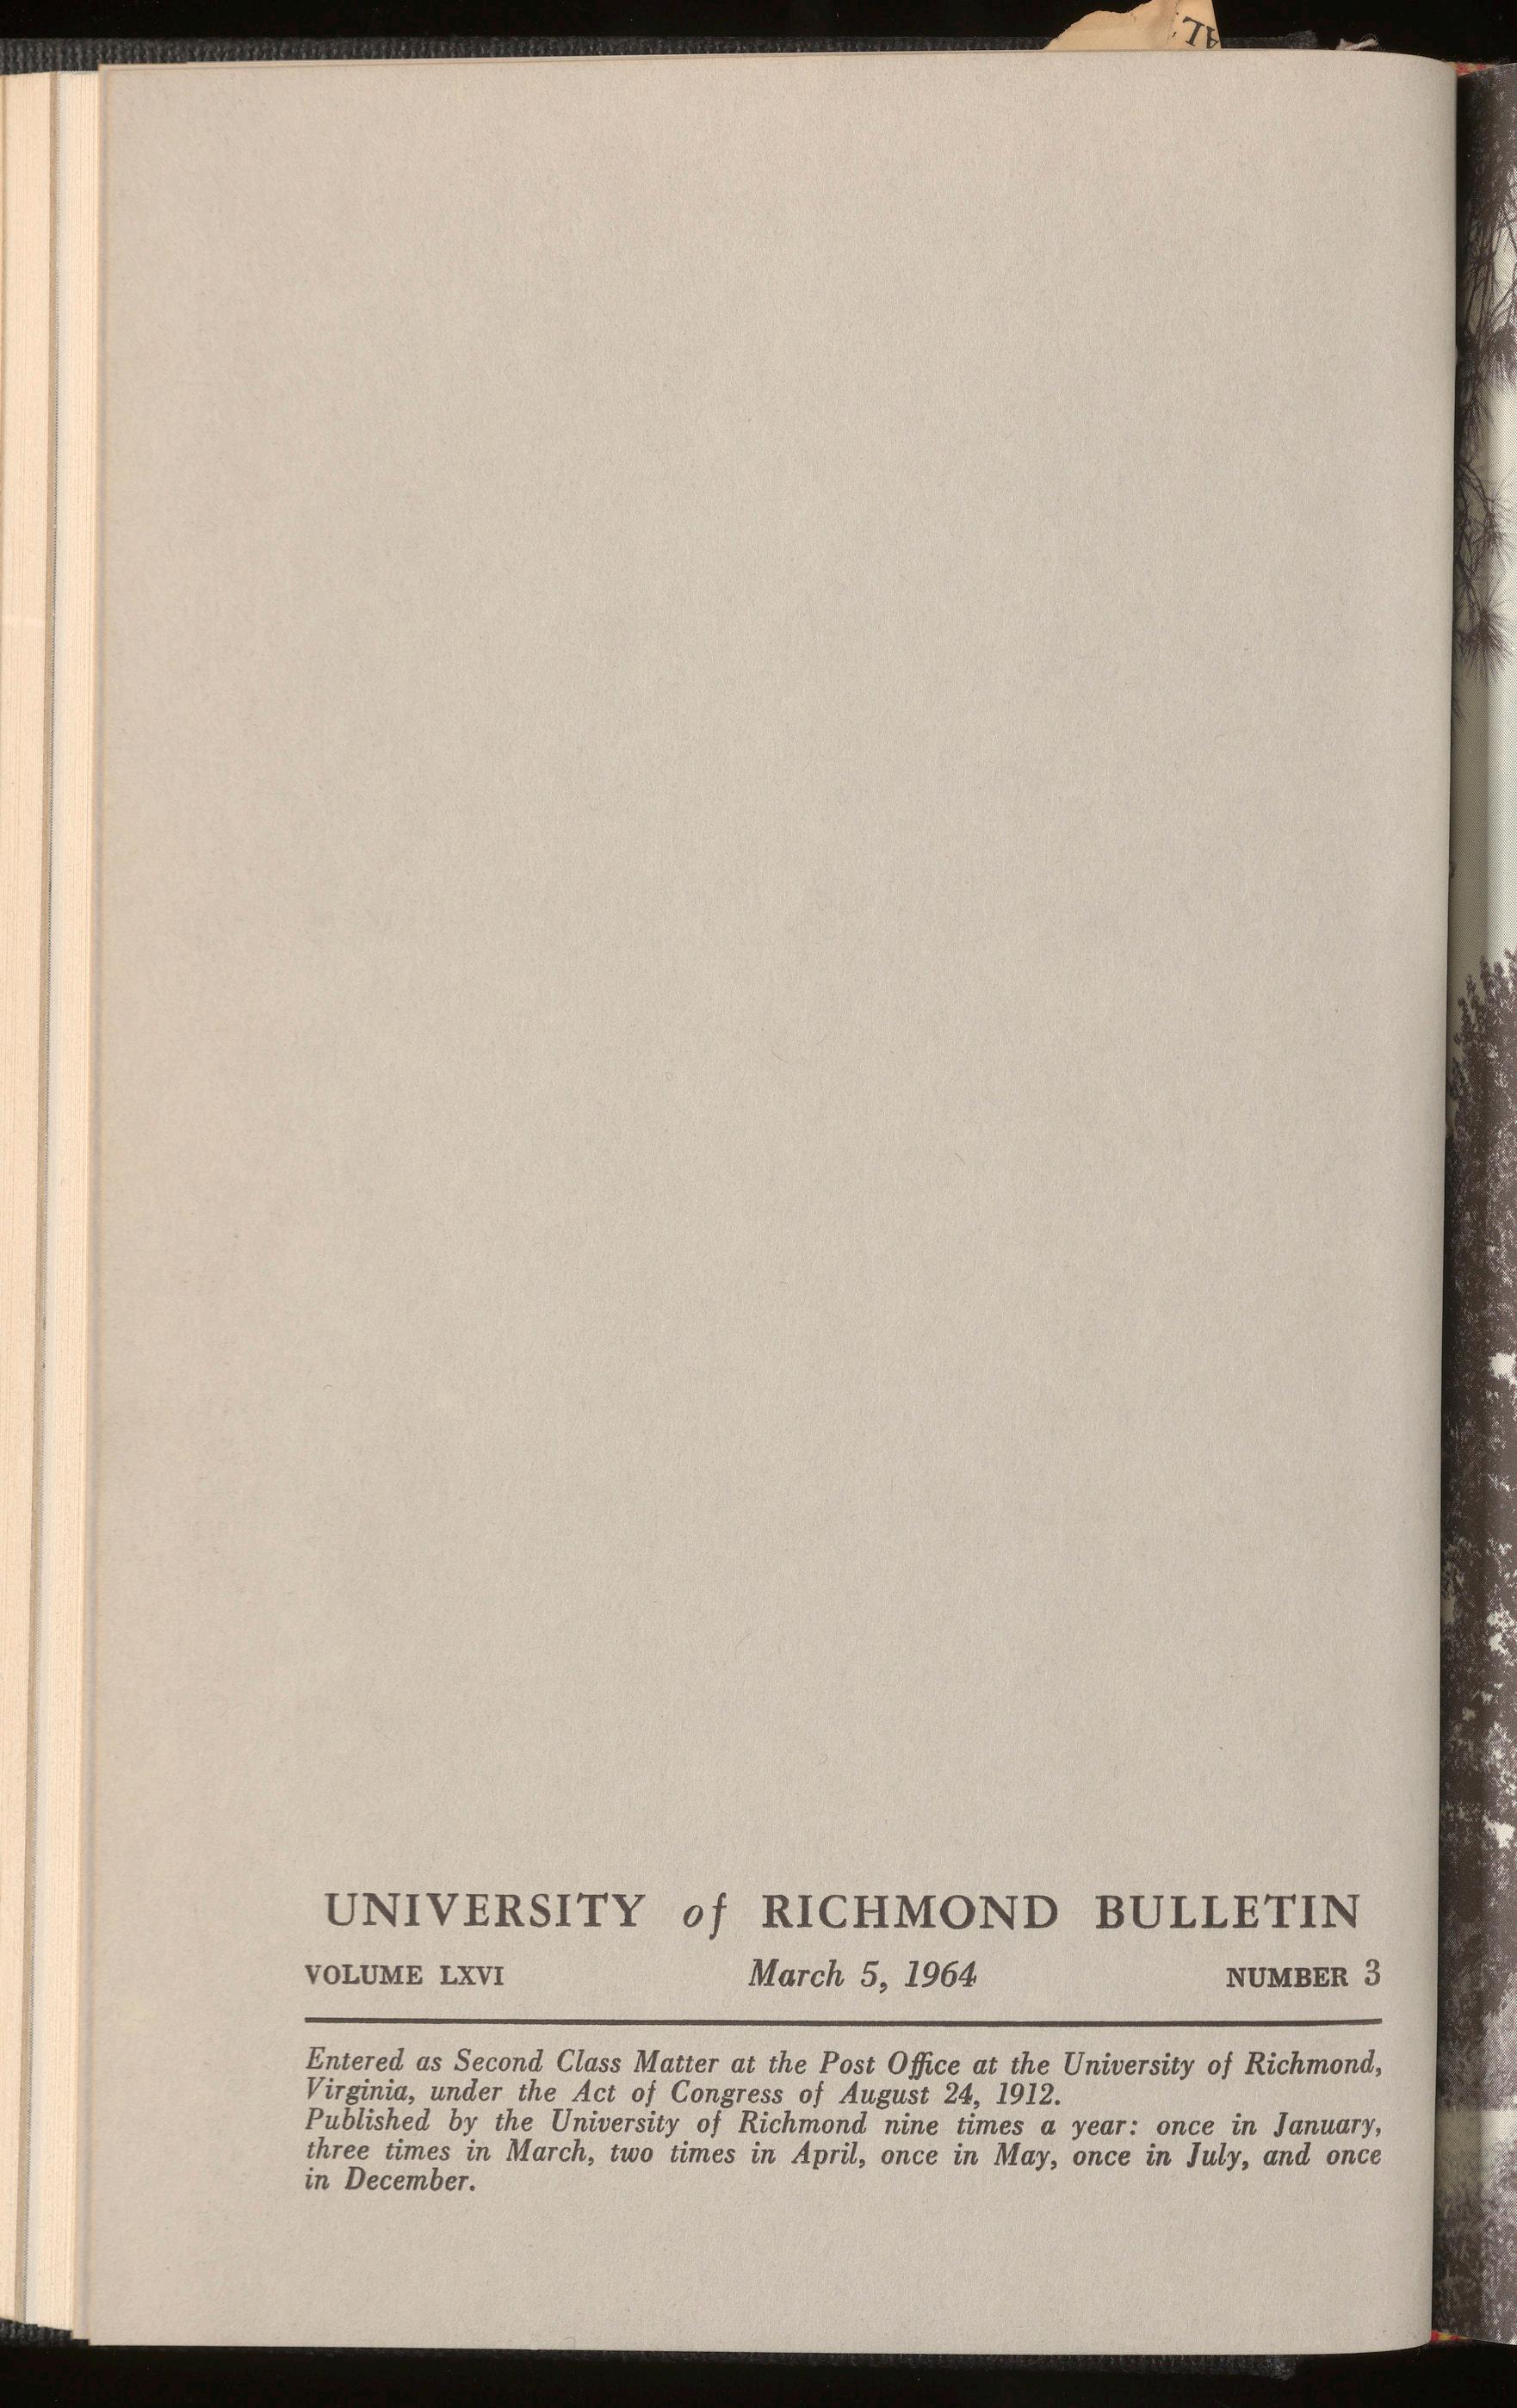 AL
UNIVERSITY of RICHMOND BULLETIN
VOLUME LXVI March 5, 1964 NUMBER 3
Entered as Second Class Matter at the Post Office at the University of Richmond,
Virginia, under the Act of Congress of August 24, 1912.
Published by the University of Richmond nine times a year: once in January,
three times in March, two times in April, once in May, once in July, and once
in December.